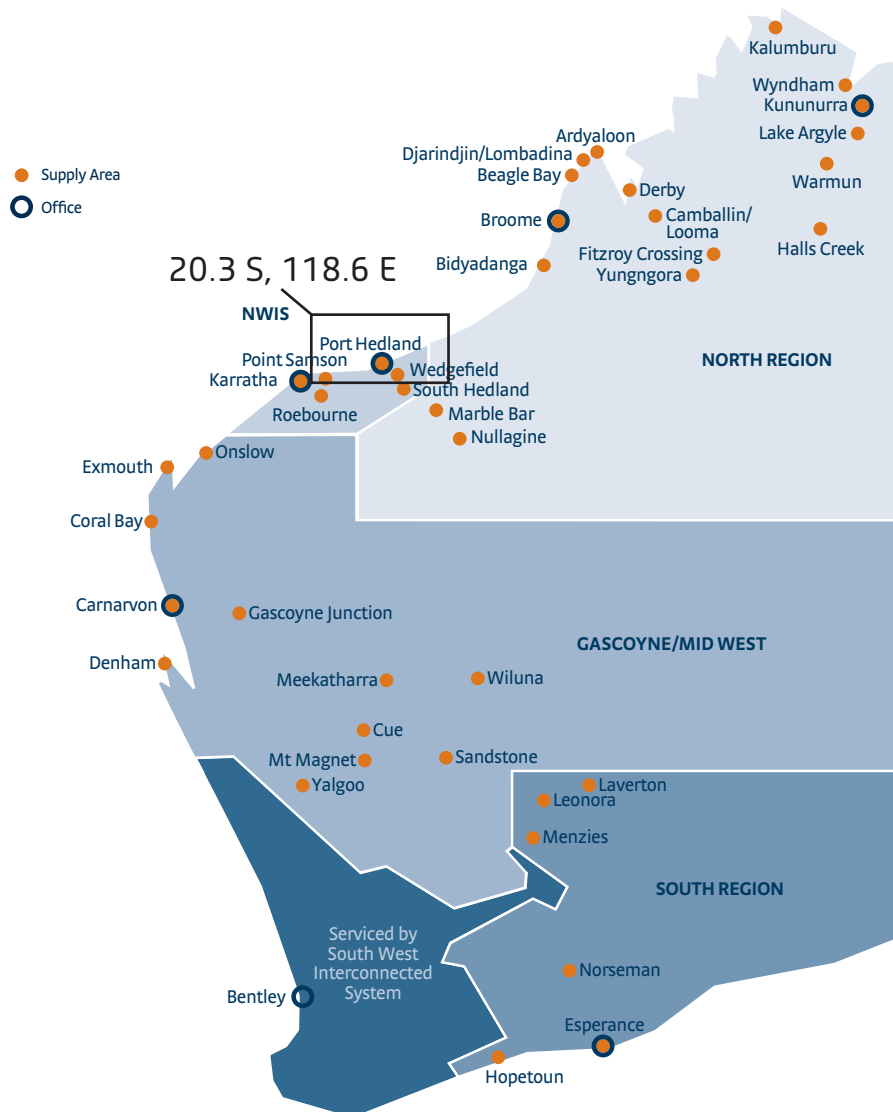 Kalumburu
Wyndham
Kununurra
Lake Argyle
Ardyaloon
Djarindjin/Lombadina
Supply Area
Beagle Bay
Warmun
Derby
Office
Broome
Camballin/
Looma
Halls Creek
Fitzroy Crossing
Bidyadanga
Yungngora
20.3 S, 118.6 E
NWIS
Port Hedland
Point Samson
NORTH REGION
Karratha
Wedgefield
South Hedland
Roebourne
Marble Bar
Nullagine
Onslow
Exmouth
Coral Bay
Carnarvon
Gascoyne Junction
GASCOYNE/MID WEST
Denham
Meekatharra
Wiluna
Cue
Mt Magnet
Sandstone
Yalgoo
Laverton
Leonora
Menzies
SOUTH REGION
Serviced by
South West
Interconnected
System
Norseman
Bentley
Esperance
Hopetoun